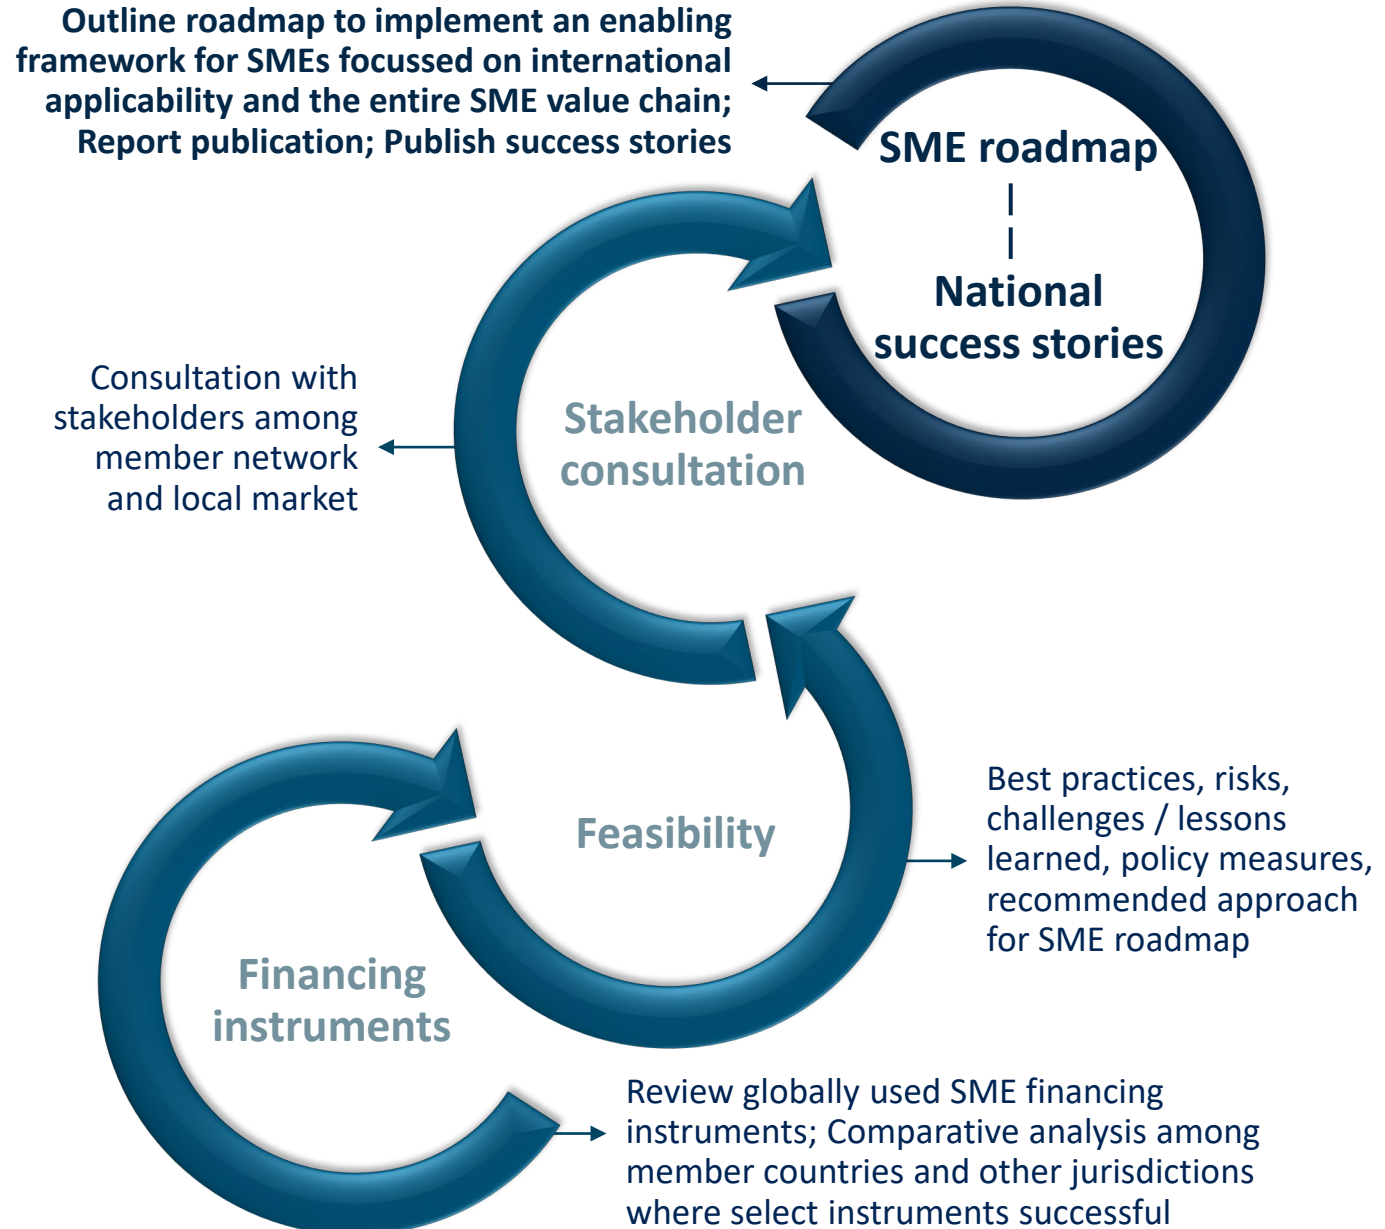 Outline roadmap to implement an enabling
framework for SMEs focussed on international
applicability and the entire SME value chain;
Report publication; Publish success stories
SME roadmap
|
|
National
success stories
Consultation with
stakeholders among
member network
and local market
Stakeholder
consultation
Feasibility
Best practices, risks,
challenges / lessons
learned, policy measures,
recommended approach
for SME roadmap
Financing
instruments
Review globally used SME financing
instruments; Comparative analysis among
member countries and other jurisdictions
where select instruments successful